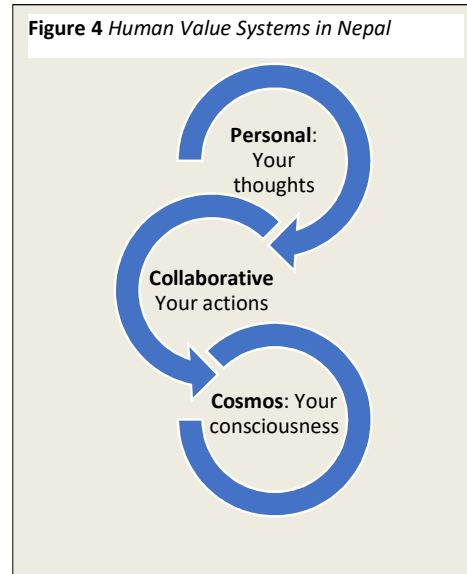 Figure 4 Human Value Systems in Nepal
Personal:
Your
thoughts
Collaborative
Your actions
Cosmos: Your
consciousness